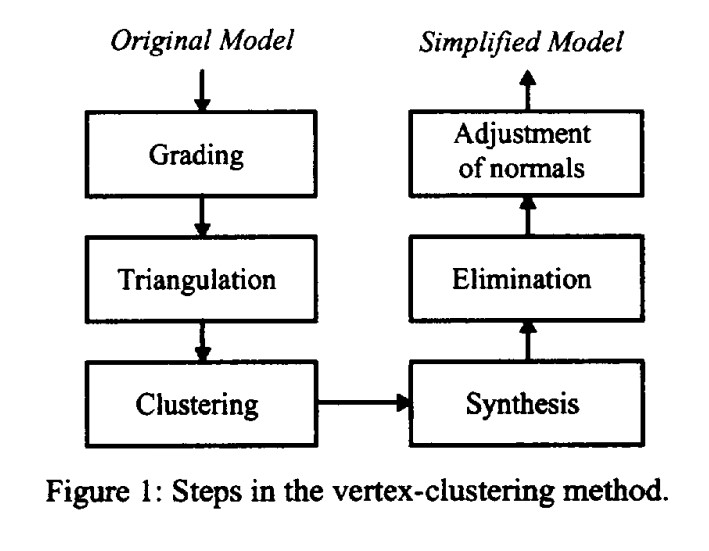 Original Model
Simplified Model
Grading
Adjustment
of normals
Triangulation
Elimination
Clustering
Synthesis
Figure 1: Steps in the vertex-clustering method.